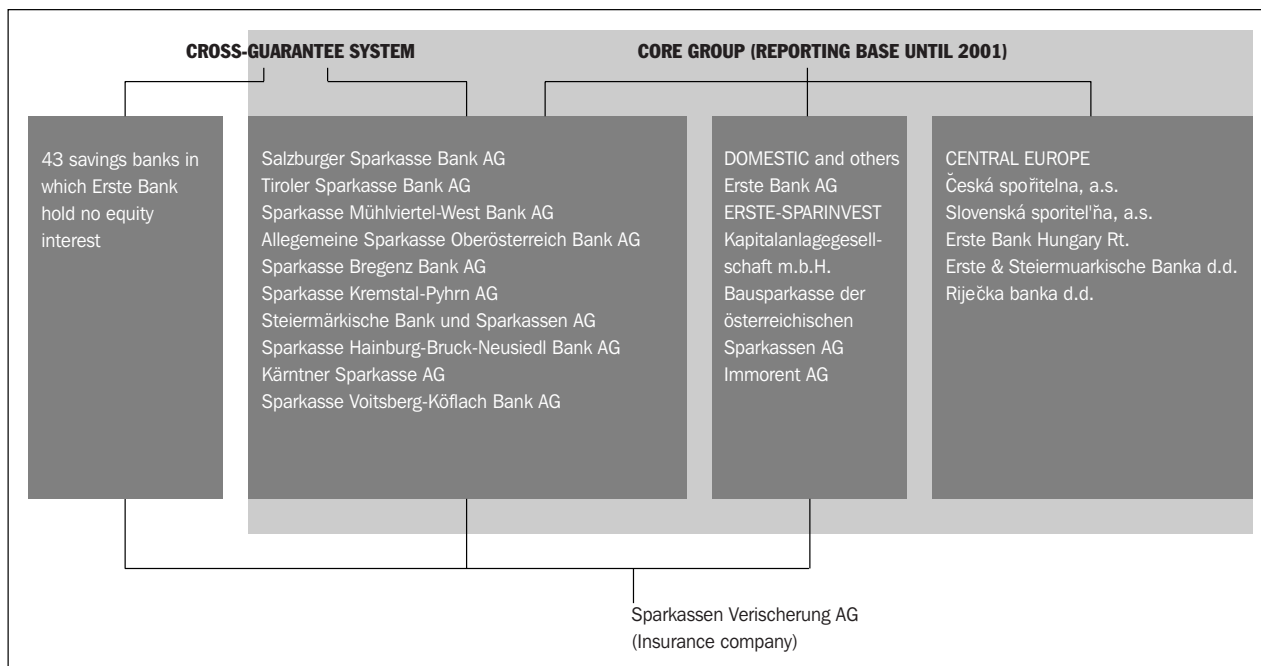 CROSS-GUARANTEE SYSTEM
CORE GROUP (REPORTING BASE UNTIL 2001)
43 savings banks in
which Erste Bank
hold no equity
interest
Salzburger Sparkasse Bank AG
Tiroler Sparkasse Bank AG
Sparkasse Mühlviertel-West Bank AG
Allegemeine Sparkasse Oberösterreich Bank AG
Sparkasse Bregenz Bank AG
Sparkasse Kremstal-Pyhrn AG
Steiermärkische Bank und Sparkassen AG
Sparkasse Hainburg-Bruck-Neusiedl Bank AG
Kärntner Sparkasse AG
Sparkasse Voitsberg-Köflach Bank AG
DOMESTIC and others
Erste Bank AG
ERSTE-SPARINVEST
Kapitalanlagegesell-
schaft m.b.H.
Bausparkasse der
österreichischen
Sparkassen AG
Immorent AG
CENTRAL EUROPE
Česká spořitelna, a.s.
Slovenská sporitel'ňa, a.s.
Erste Bank Hungary Rt.
Erste & Steiermuarkische Banka d.d.
Riječka banka d.d.
Sparkassen Verischerung AG
(Insurance company)